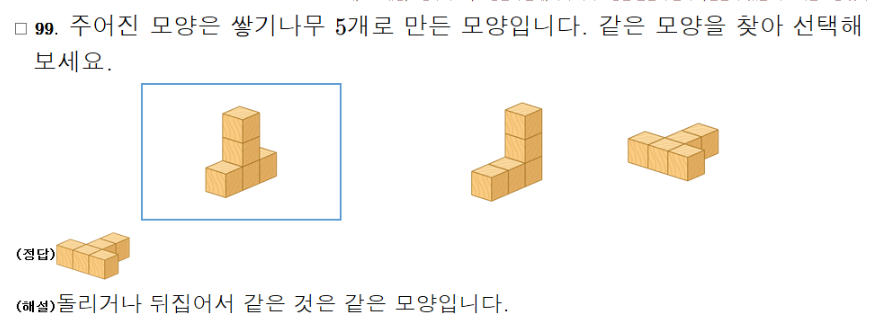 □ 99. 주어진 모양은 쌓기나무 5개로 만든 모양입니다. 같은 모양을 찾아 선택해
보세요.
(정답)
(해설)돌리거나 뒤집어서 같은 것은 같은 모양입니다.